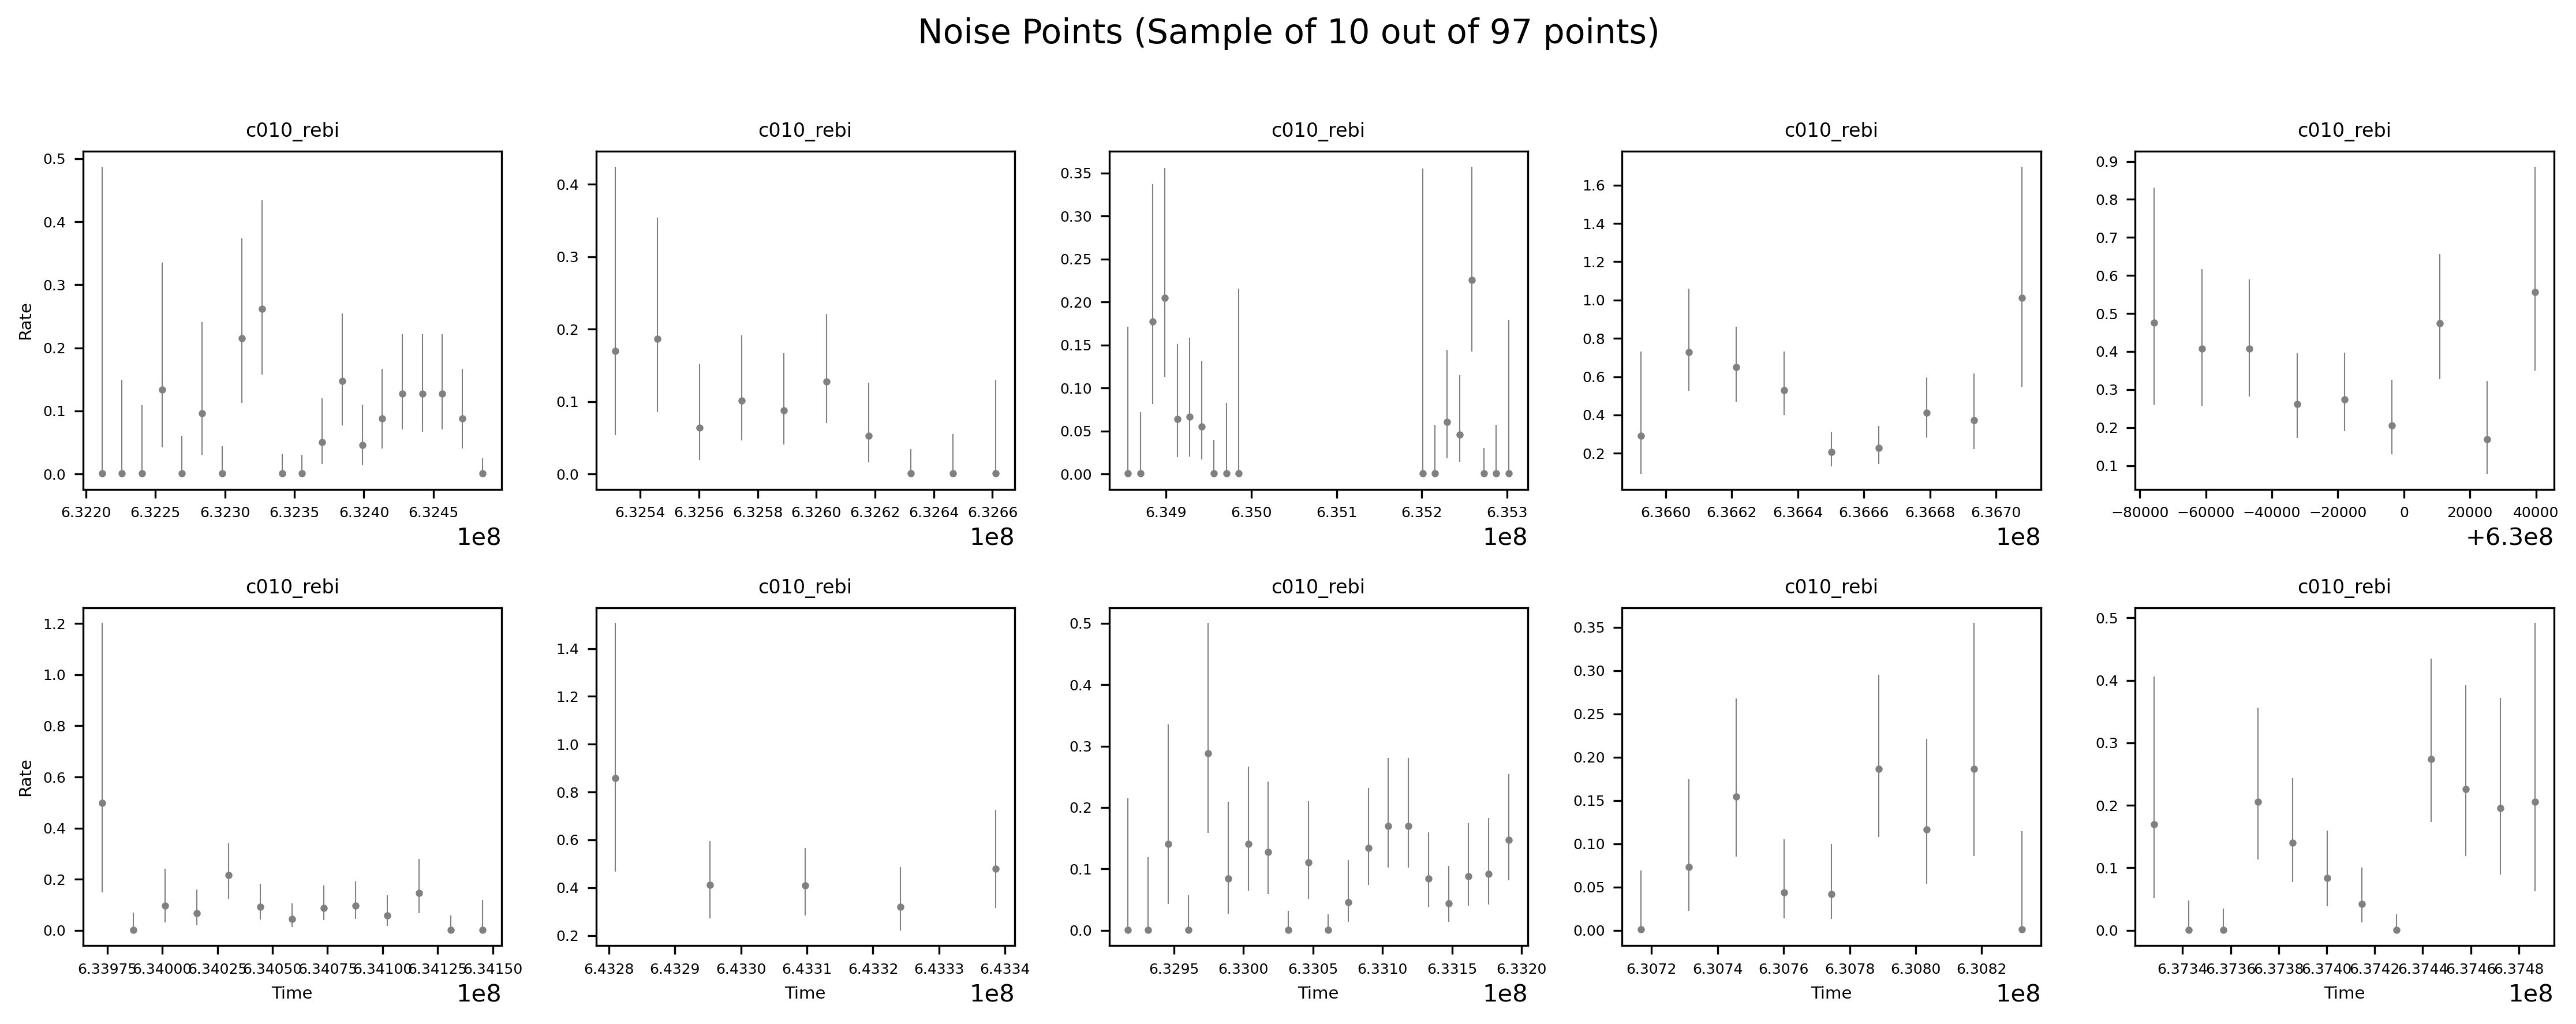 Noise Points (Sample of 10 out of 97 points)
c010_rebi c010_rebi c010_rebi c010_rebi c010_rebi
Rate
0.5 0.4 0.3 0.2 0.1 0.0
6.3220 6.3225 6.3230 6.3235 6.3240 6.3245
1e8
0.4 0.3 0.2 0.1 0.0
6.3254 6.3256 6.3258 6.3260 6.3262 6.3264 6.3266
1e8
0.35 0.30 0.25 0.20 0.15 0.10 0.05 0.00
6.349 6.350 6.351 6.352 6.353
1e8
1.6 1.4 1.2 1.0 0.8 0.6 0.4 0.2
6.3660 6.3662 6.3664 6.3666 6.3668 6.3670
1e8
0.9 0.8 0.7 0.6 0.5 0.4 0.3 0.2 0.1
−80000 −60000 −40000 −20000 0 20000 40000
+6.3e8
c010_rebi c010_rebi c010_rebi c010_rebi c010_rebi
Rate
1.2 1.0 0.8 0.6 0.4 0.2 0.0
6.33975 6.34000 6.34025 6.34050 6.34075 6.34100 6.34125 6.34150
Time 1e8
1.4 1.2 1.0 0.8 0.6 0.4 0.2
6.4328 6.4329 6.4330 6.4331 6.4332 6.4333 6.4334
Time 1e8
0.5 0.4 0.3 0.2 0.1 0.0
6.3295 6.3300 6.3305 6.3310 6.3315 6.3320
Time 1e8
0.35 0.30 0.25 0.20 0.15 0.10 0.05 0.00
6.3072 6.3074 6.3076 6.3078 6.3080 6.3082
Time 1e8
0.5 0.4 0.3 0.2 0.1 0.0
6.3734 6.3736 6.3738 6.3740 6.3742 6.3744 6.3746 6.3748
Time 1e8